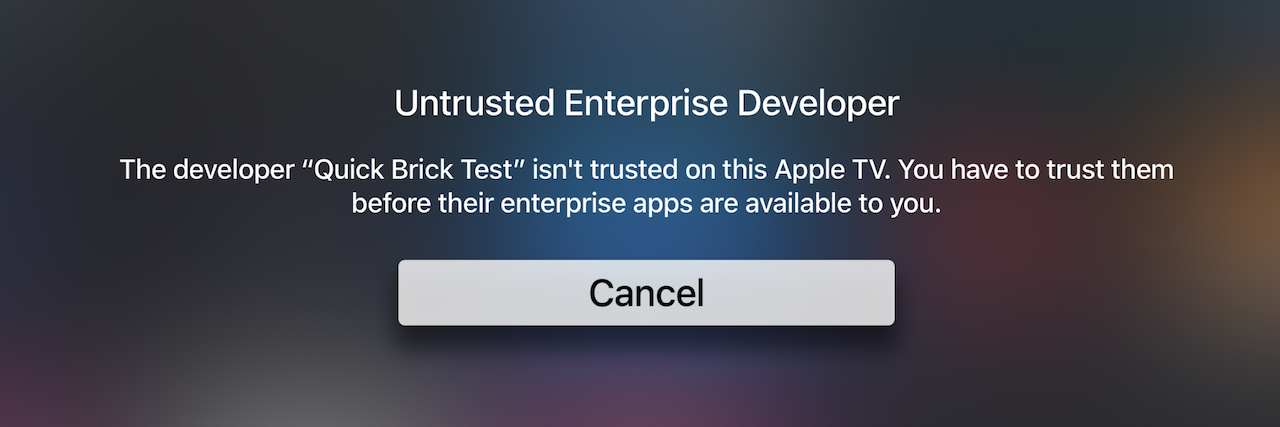 Untrusted Enterprise Developer
The developer “Quick Brick Test” isn't trusted on this Apple TV. You have to trust them
before their enterprise apps are available to you.
Cancel